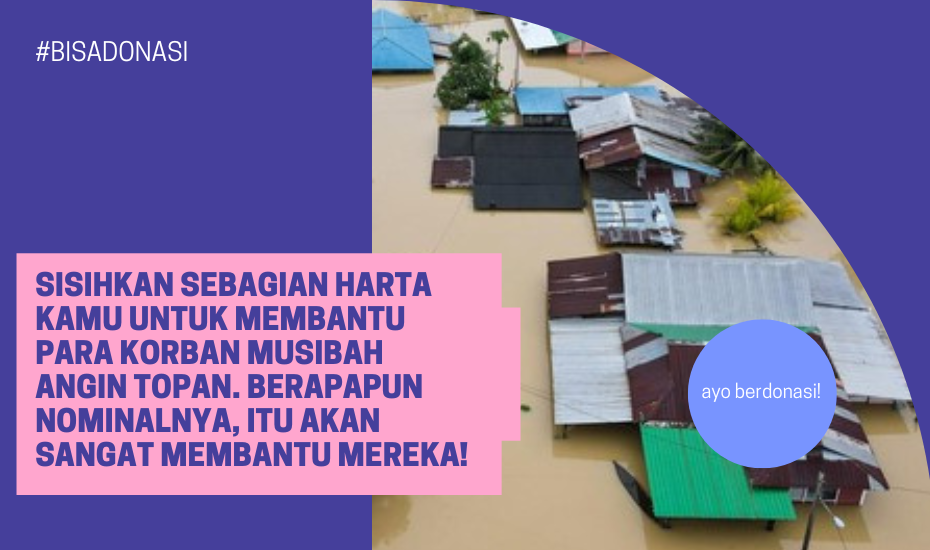 #BISADONASI
SISIHKAN SEBAGIAN HARTA
KAMU UNTUK MEMBANTU
PARA KORBAN MUSIBAH
ANGIN TOPAN. BERAPAPUN
NOMINALNYA, ITU AKAN
SANGAT MEMBANTU MEREKA!
ayo berdonasi!